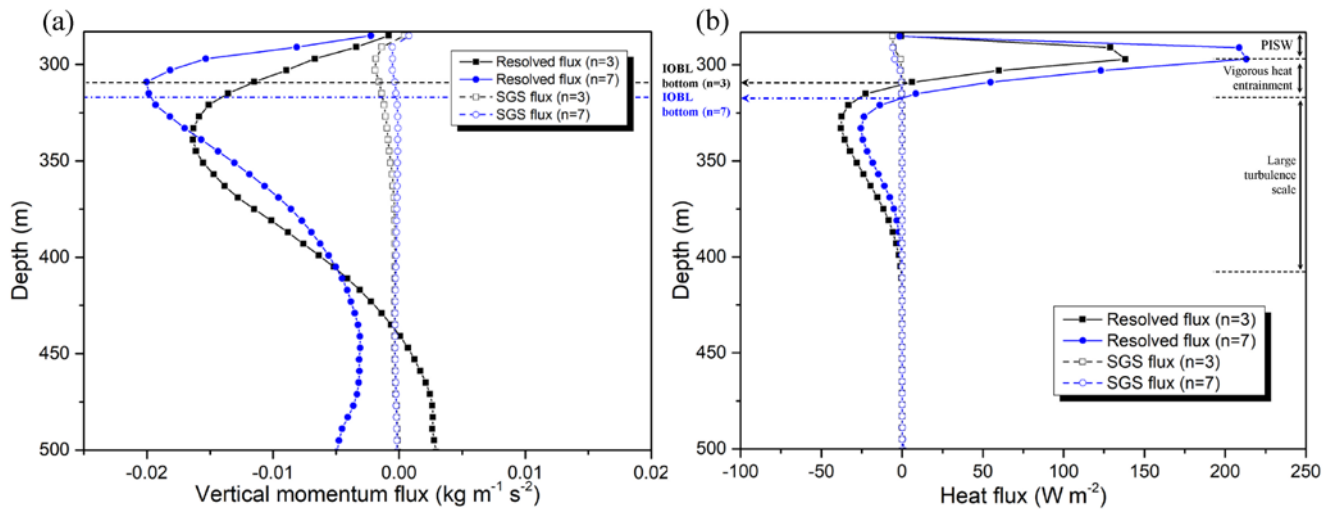 (a)
Depth (m)
300
350
400
450
500
-0.02
-0.01
0.00
0.01
0.02
Vertical momentum flux (kg m⁻¹ s⁻²)
Resolved flux (n=3)
Resolved flux (n=7)
SGS flux (n=3)
SGS flux (n=7)
IOBL
bottom (n=3)
IOBL
bottom (n=7)
(b)
Depth (m)
300
350
400
450
500
-100
-50
0
50
100
150
200
250
Heat flux (W m⁻²)
PISW
Vigorous heat
entrainment
Large
turbulence
scale
Resolved flux (n=3)
Resolved flux (n=7)
SGS flux (n=3)
SGS flux (n=7)